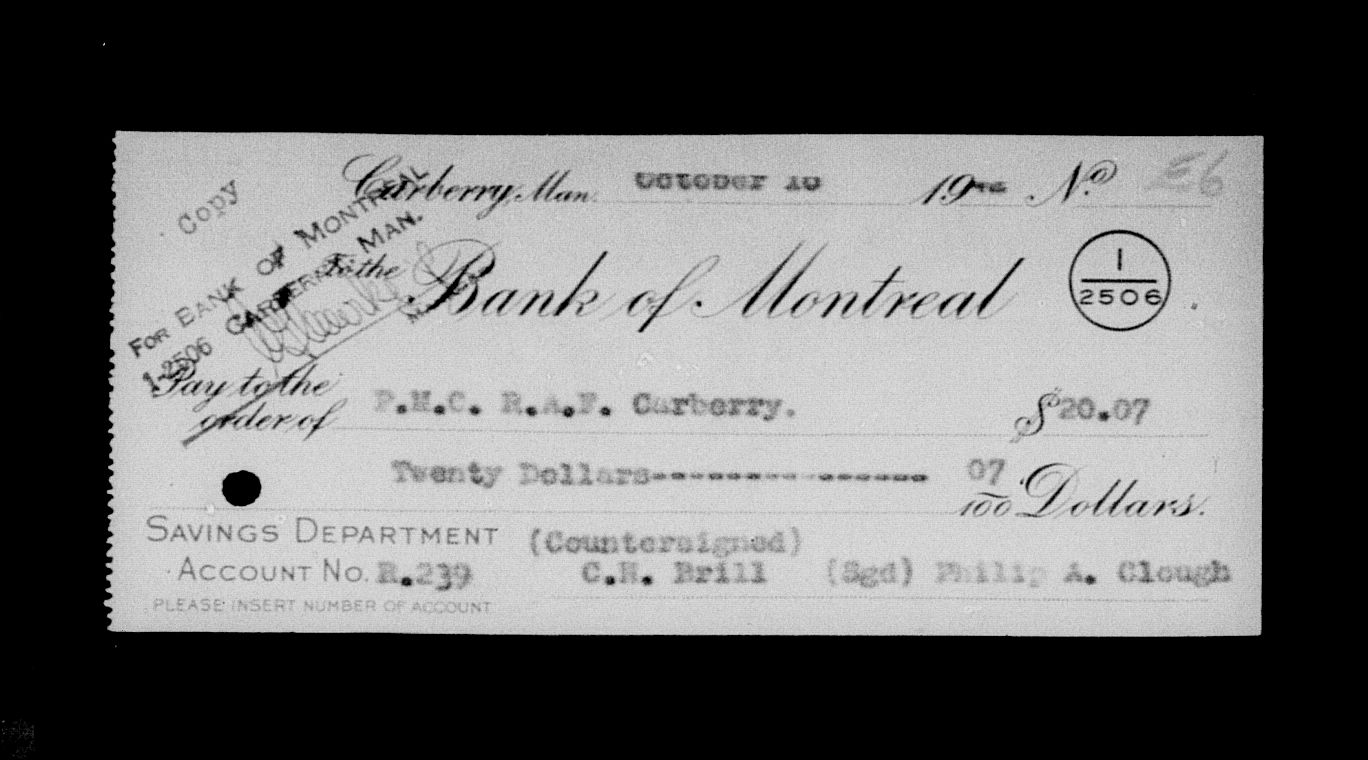 Copy
FOR BANK OF MONTREAL
1-2506 CARBERRY, MAN.
Carberry, Man. October 10 19 No. E6
To the
Bank of Montreal
1
2506
Pay to the
order of P.M.C. R.A.F. Carberry. $20.07
Twenty Dollars---------------- 07/100 Dollars.
SAVINGS DEPARTMENT (Countersigned)
ACCOUNT NO. R.239 C.H. Brill (Sgd) Philip A. Clough
PLEASE INSERT NUMBER OF ACCOUNT